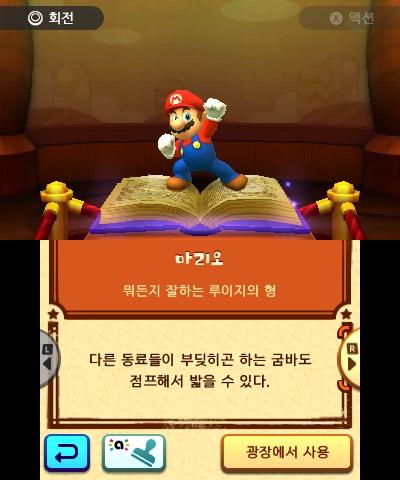 회전
X 액션
마리오
뭐든지 잘하는 루이지의 형
L
R
다른 동료들이 부딪히곤 하는 굼바도
점프해서 밟을 수 있다.
a
광장에서 사용